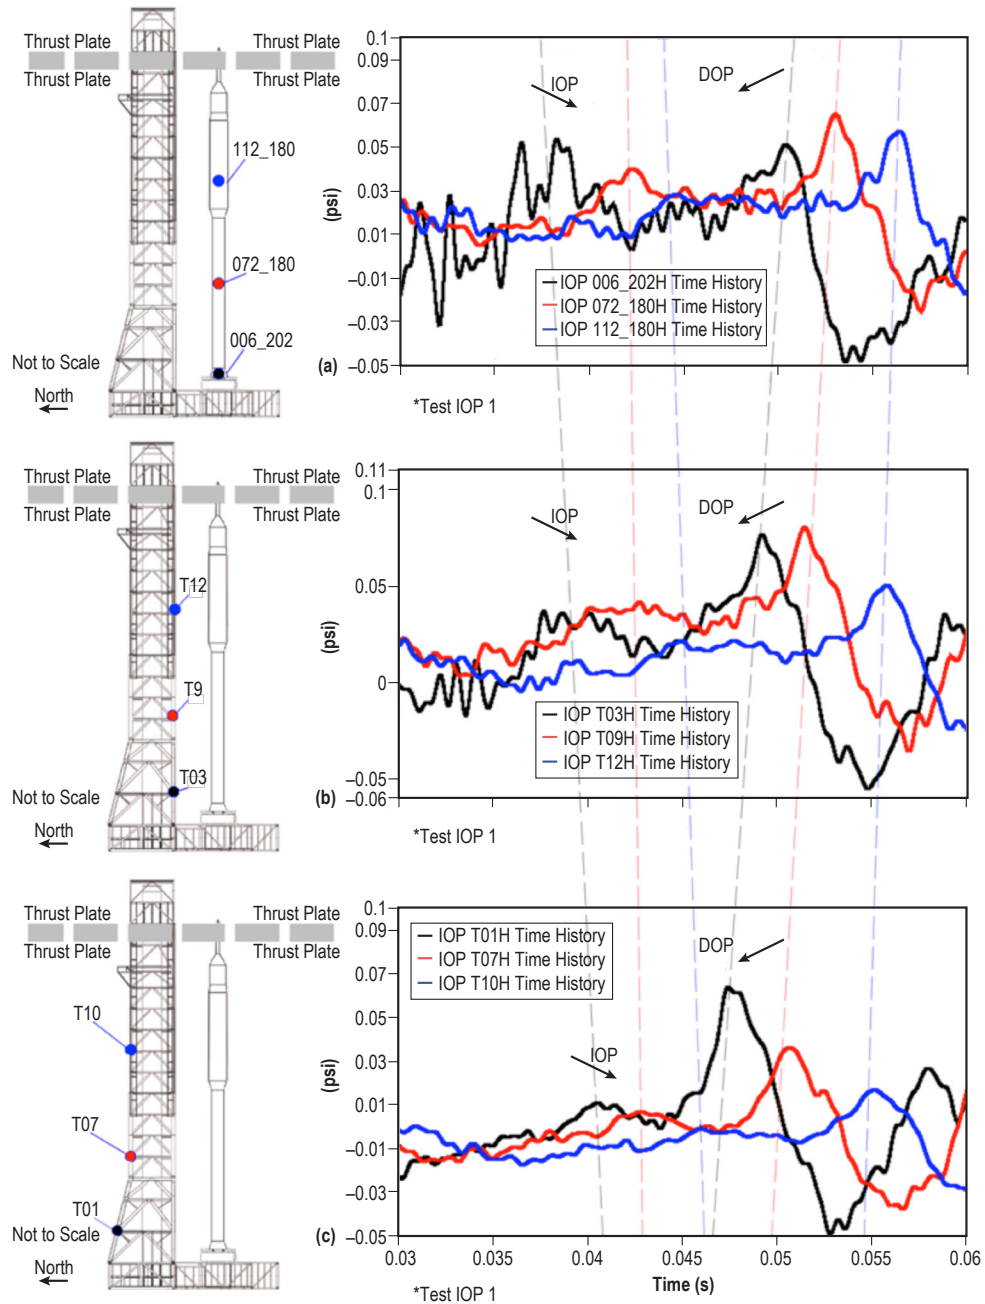 Thrust Plate Thrust Plate
Thrust Plate Thrust Plate
112_180
072_180
006_202
Not to Scale
North
(a)
0.1
0.09
0.07
0.05
0.03
0.01
–0.01
–0.03
–0.05
(psi)
IOP
DOP
IOP 006_202H Time History
IOP 072_180H Time History
IOP 112_180H Time History
*Test IOP 1
Thrust Plate Thrust Plate
Thrust Plate Thrust Plate
T12
T9
T03
Not to Scale
North
(b)
0.11
0.1
0.05
0
–0.05
–0.06
(psi)
IOP
DOP
IOP T03H Time History
IOP T09H Time History
IOP T12H Time History
*Test IOP 1
Thrust Plate Thrust Plate
Thrust Plate Thrust Plate
T10
T07
T01
Not to Scale
North
(c)
0.1
0.09
0.07
0.05
0.03
0.01
–0.01
–0.03
–0.05
(psi)
IOP T01H Time History
IOP T07H Time History
IOP T10H Time History
DOP
IOP
0.03 0.035 0.04 0.045 0.05 0.055 0.06
Time (s)
*Test IOP 1